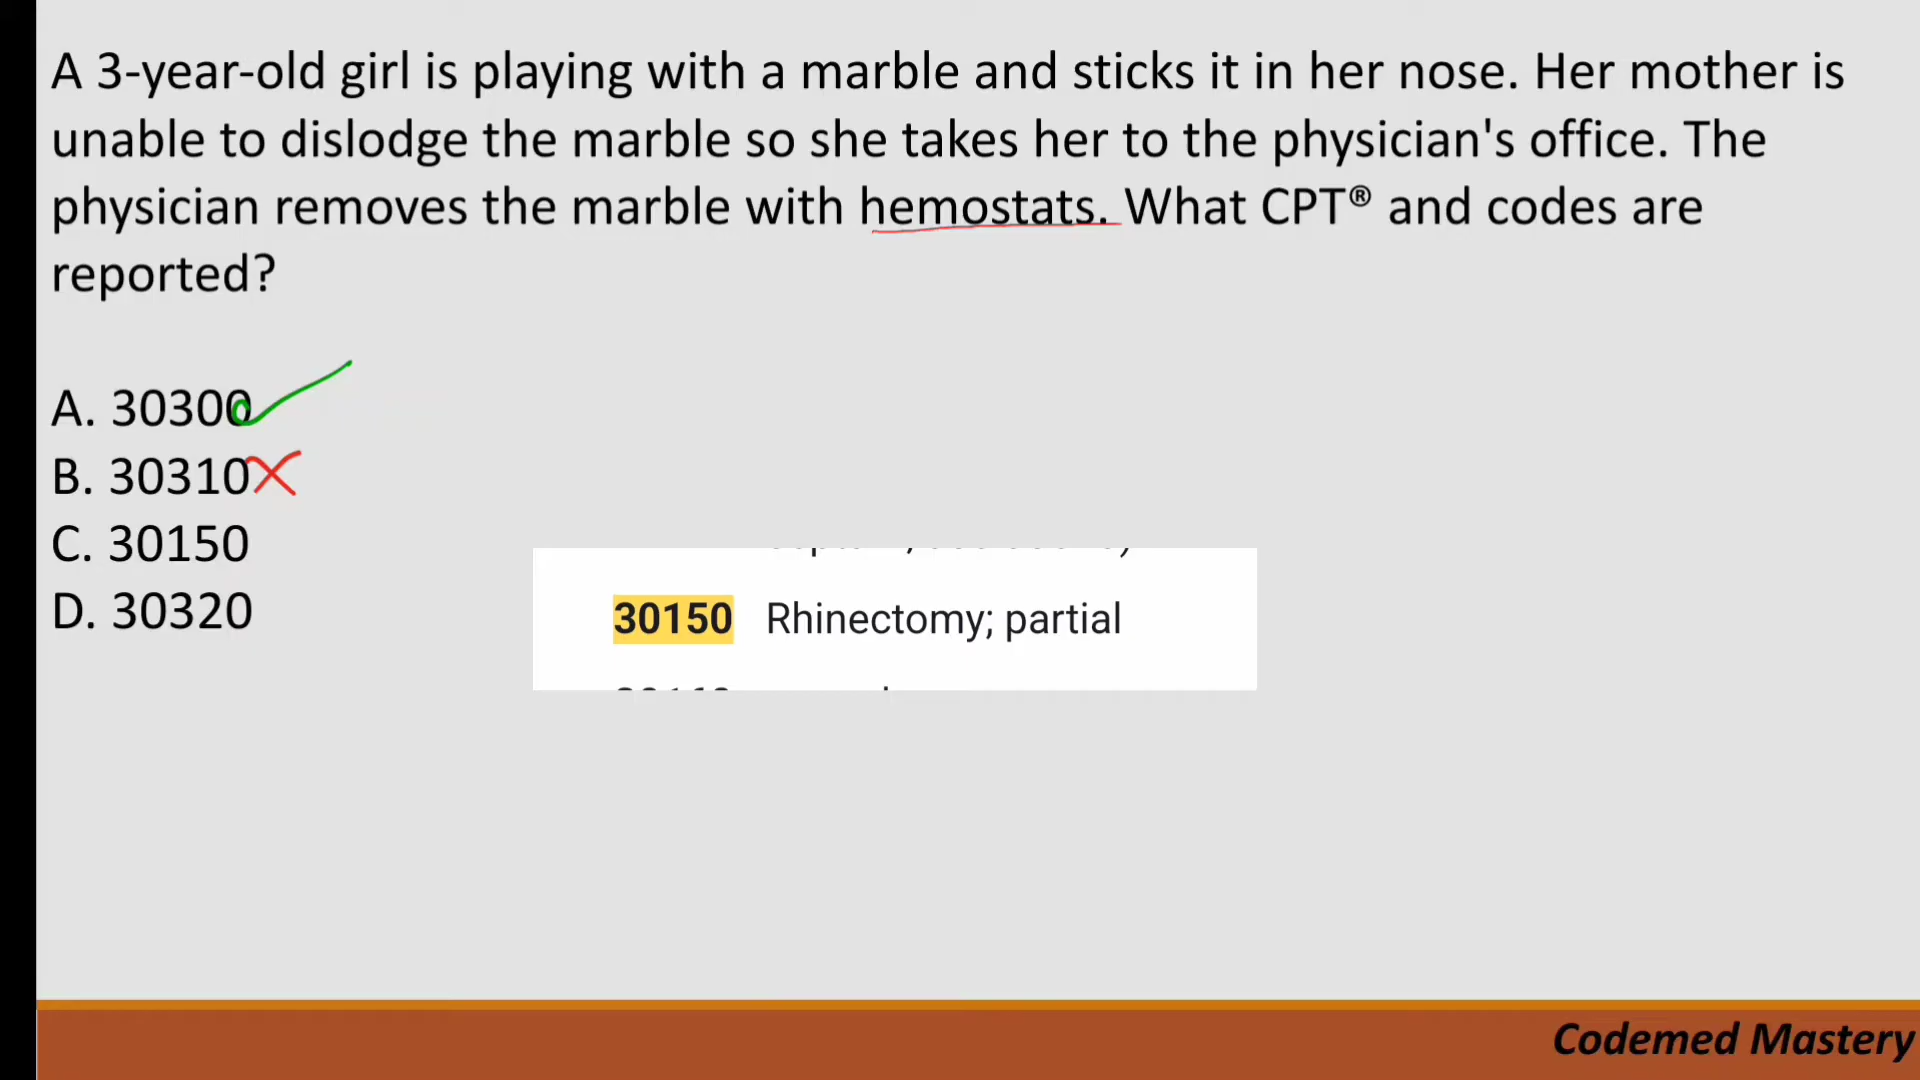 A 3-year-old girl is playing with a marble and sticks it in her nose. Her mother is
unable to dislodge the marble so she takes her to the physician's office. The
physician removes the marble with hemostats. What CPT® and codes are
reported?
A. 30300
B. 30310
C. 30150
D. 30320
30150 Rhinectomy; partial
Codemed Mastery